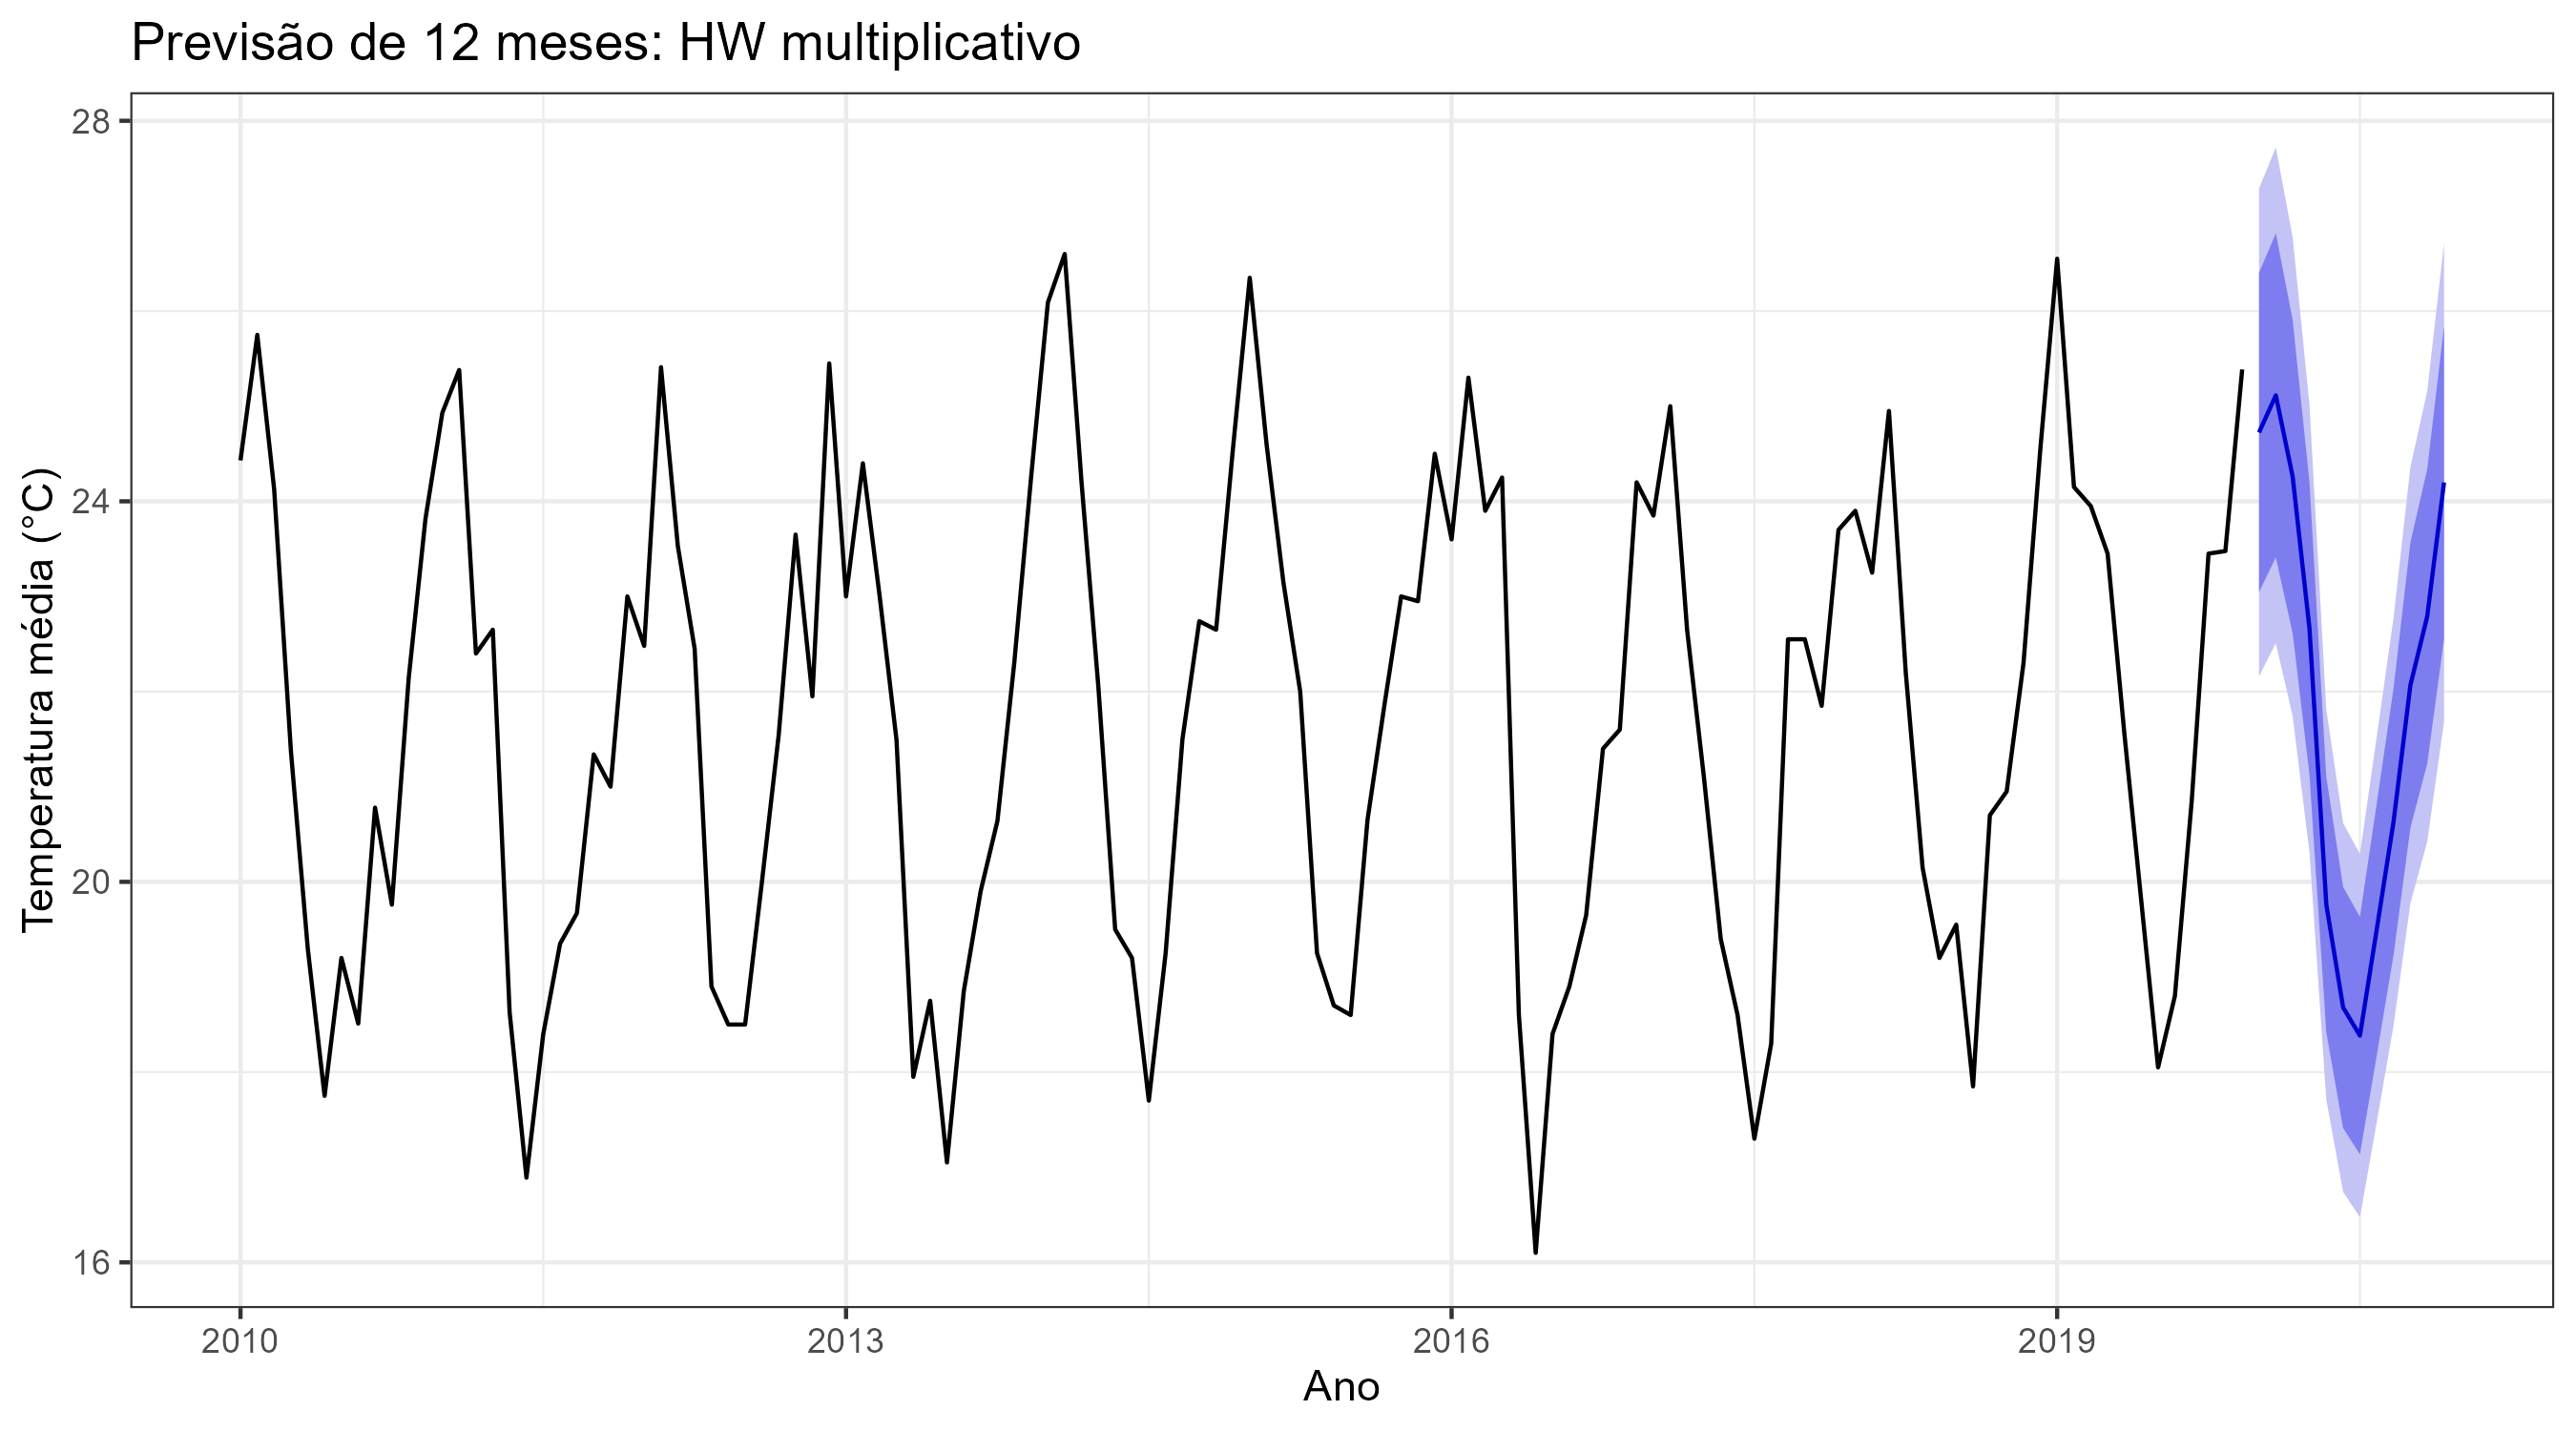 Previsão de 12 meses: HW multiplicativo
Temperatura média (°C)
28
24
20
16
2010
2013
2016
2019
Ano